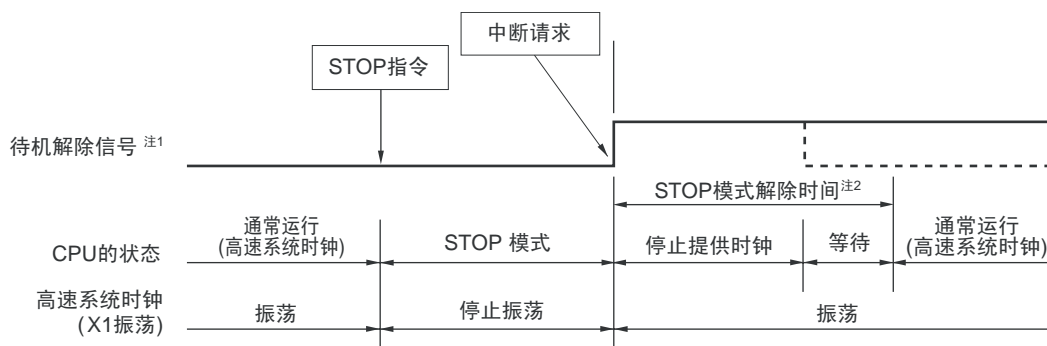 中断请求
STOP指令
待机解除信号 注1
STOP模式解除时间注2
CPU的状态
通常运行
(高速系统时钟)
STOP 模式
停止提供时钟
等待
通常运行
(高速系统时钟)
高速系统时钟
(X1振荡)
振荡
停止振荡
振荡